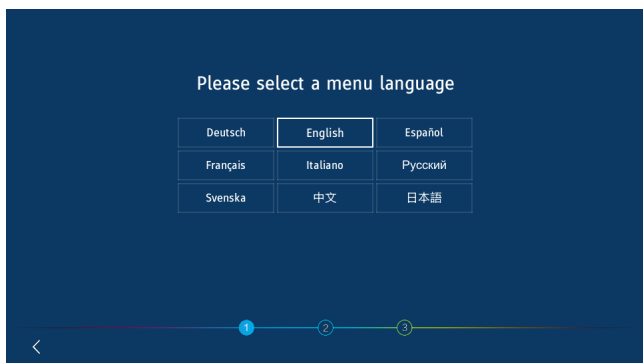 Please select a menu language
Deutsch English Español
Français Italiano Русский
Svenska 中文 日本語
1 2 3